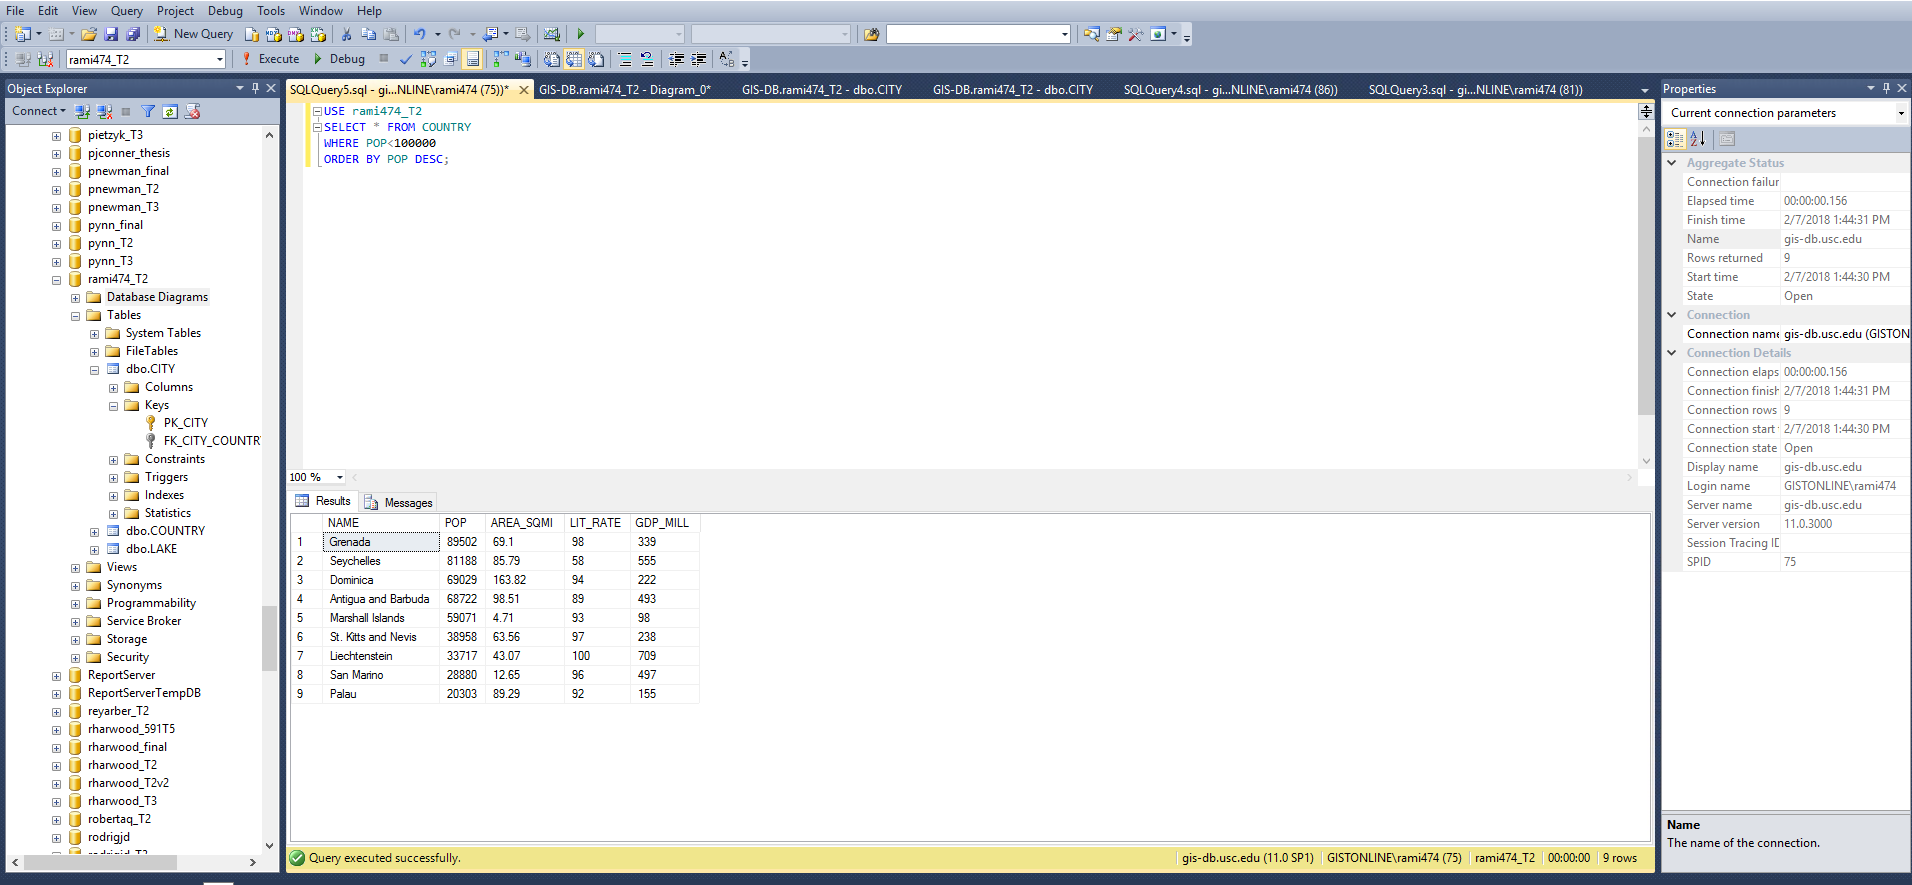 File Edit View Query Project Debug Tools Window Help
New Query
rami474_T2 Execute Debug
Object Explorer
Connect
pietzyk_T3
pjconner_thesis
pnewman_final
pnewman_T2
pnewman_T3
pynn_final
pynn_T2
pynn_T3
rami474_T2
Database Diagrams
Tables
System Tables
FileTables
dbo.CITY
Columns
Keys
PK_CITY
FK_CITY_COUNTR
Constraints
Triggers
Indexes
Statistics
dbo.COUNTRY
dbo.LAKE
Views
Synonyms
Programmability
Service Broker
Storage
Security
ReportServer
ReportServerTempDB
reyarber_T2
rharwood_591T5
rharwood_final
rharwood_T2
rharwood_T2v2
rharwood_T3
robertaq_T2
rodrigjd
SQLQuery5.sql - gi...NLINE\rami474 (75))* GIS-DB.rami474_T2 - Diagram_0* GIS-DB.rami474_T2 - dbo.CITY GIS-DB.rami474_T2 - dbo.CITY SQLQuery4.sql - gi...NLINE\rami474 (86)) SQLQuery3.sql - gi...NLINE\rami474 (81))
USE rami474_T2
SELECT * FROM COUNTRY
WHERE POP<100000
ORDER BY POP DESC;
100 %
Results Messages
NAME POP AREA_SQMI LIT_RATE GDP_MILL
1 Grenada 89502 69.1 98 339
2 Seychelles 81188 85.79 58 555
3 Dominica 69029 163.82 94 222
4 Antigua and Barbuda 68722 98.51 89 493
5 Marshall Islands 59071 4.71 93 98
6 St. Kitts and Nevis 38958 63.56 97 238
7 Liechtenstein 33717 43.07 100 709
8 San Marino 28880 12.65 96 497
9 Palau 20303 89.29 92 155
Query executed successfully. gis-db.usc.edu (11.0 SP1) GISTONLINE\rami474 (75) rami474_T2 00:00:00 9 rows
Properties
Current connection parameters
Aggregate Status
Connection failur
Elapsed time 00:00:00.156
Finish time 2/7/2018 1:44:31 PM
Name gis-db.usc.edu
Rows returned 9
Start time 2/7/2018 1:44:30 PM
State Open
Connection
Connection name gis-db.usc.edu (GISTON
Connection Details
Connection elaps 00:00:00.156
Connection finish 2/7/2018 1:44:31 PM
Connection rows 9
Connection start 2/7/2018 1:44:30 PM
Connection state Open
Display name gis-db.usc.edu
Login name GISTONLINE\rami474
Server name gis-db.usc.edu
Server version 11.0.3000
Session Tracing ID
SPID 75
Name
The name of the connection.